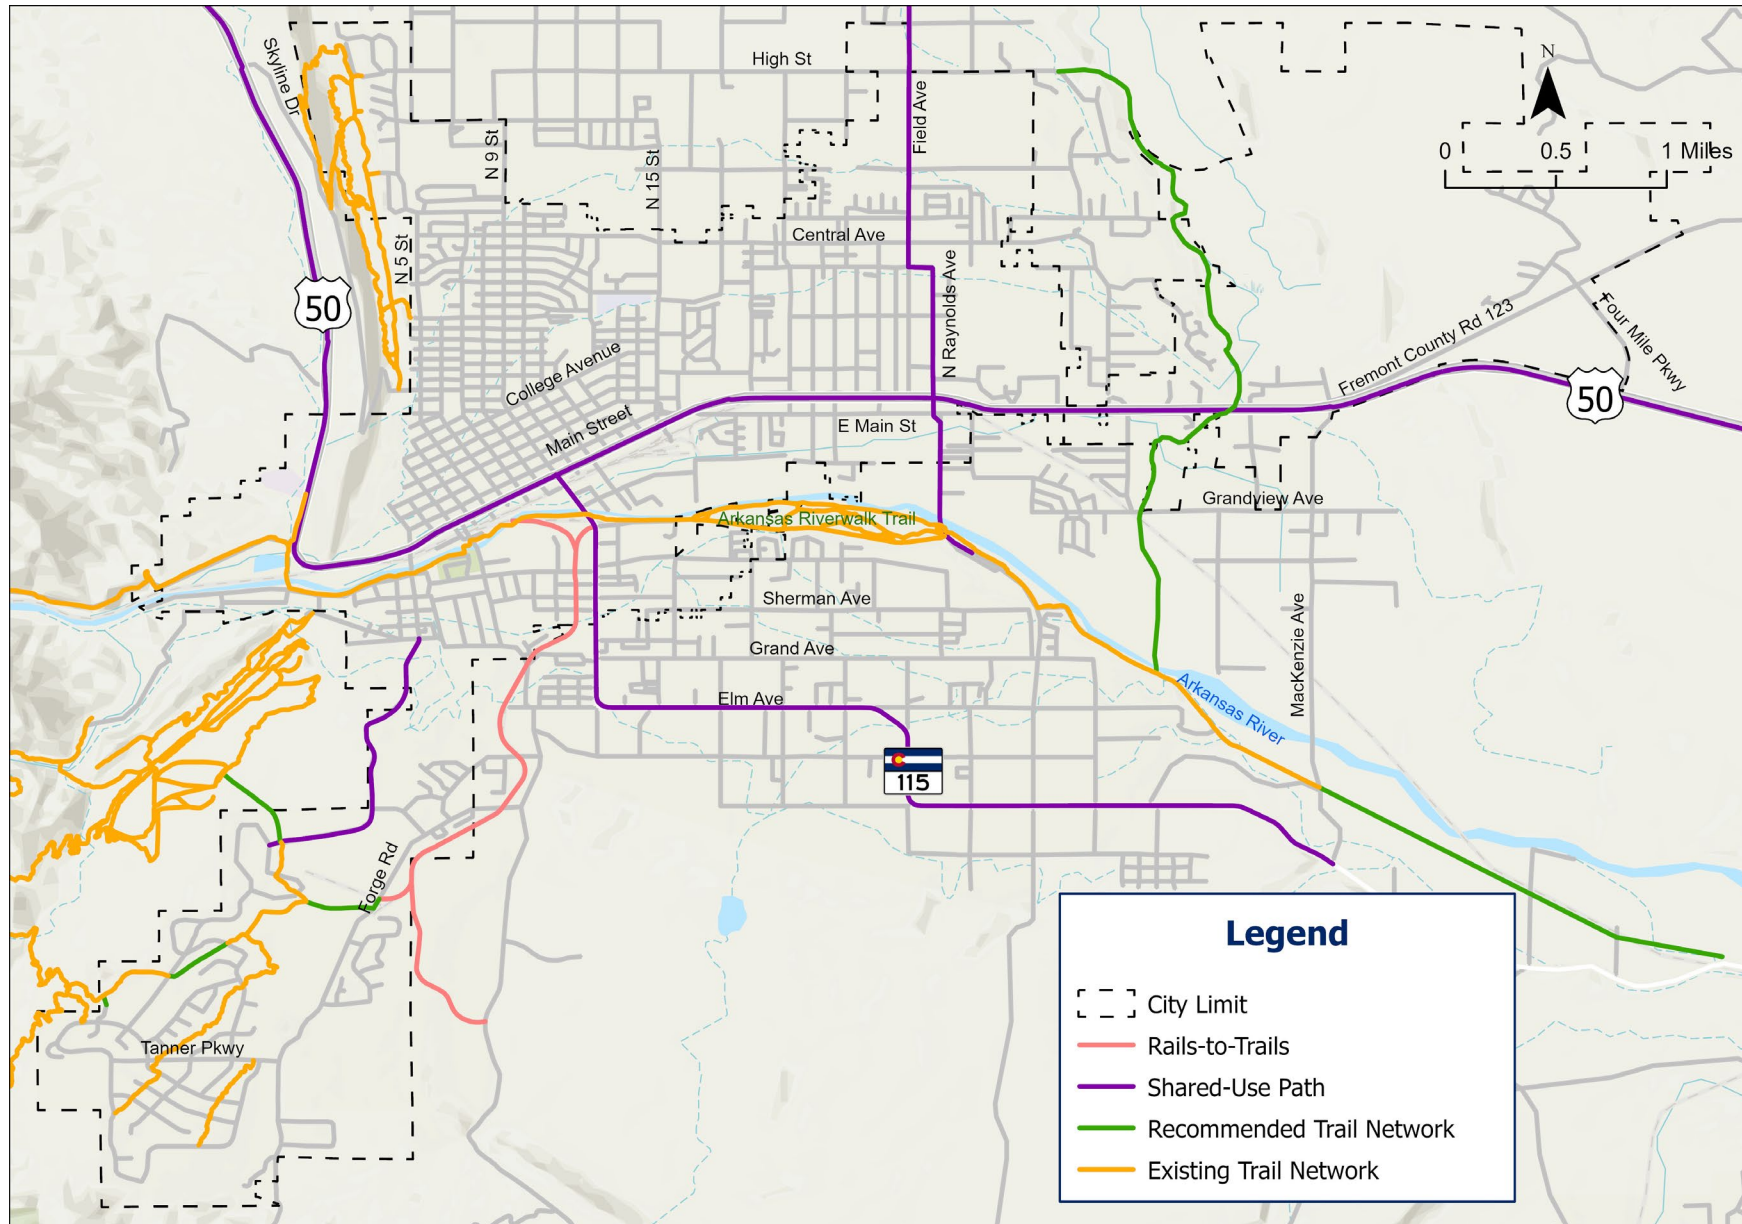 High St
N
Skyline Dr
Field Ave
N 9 St
N 15 St
0 0.5 1 Miles
Central Ave
N 5 St
N Raynolds Ave
50
Four Mile Pkwy
Fremont County Rd 123
College Avenue
50
Main Street
E Main St
Grandview Ave
Arkansas Riverwalk Trail
Sherman Ave
MacKenzie Ave
Grand Ave
Elm Ave
Arkansas River
115
Forge Rd
Tanner Pkwy
Legend
City Limit
Rails-to-Trails
Shared-Use Path
Recommended Trail Network
Existing Trail Network